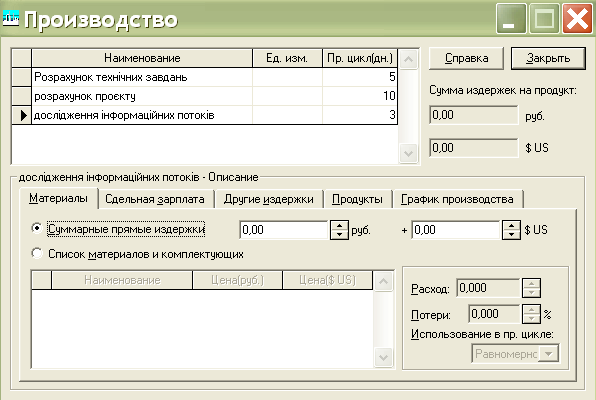 Производство
Наименование Ед. изм. Пр. цикл(дн.)
Розрахунок технічних завдань 5
розрахунок проєкту 10
дослідження інформаційних потоків 3
Справка Закрыть
Сумма издержек на продукт:
0,00 руб.
0,00 $ US
дослідження інформаційних потоків - Описание
Материалы Сдельная зарплата Другие издержки Продукты График производства
Суммарные прямые издержки 0,00 руб. + 0,00 $ US
Список материалов и комплектующих
Наименование Цена(руб.) Цена($ US)
Расход: 0,000
Потери: 0,000 %
Использование в пр. цикле:
Равномернс